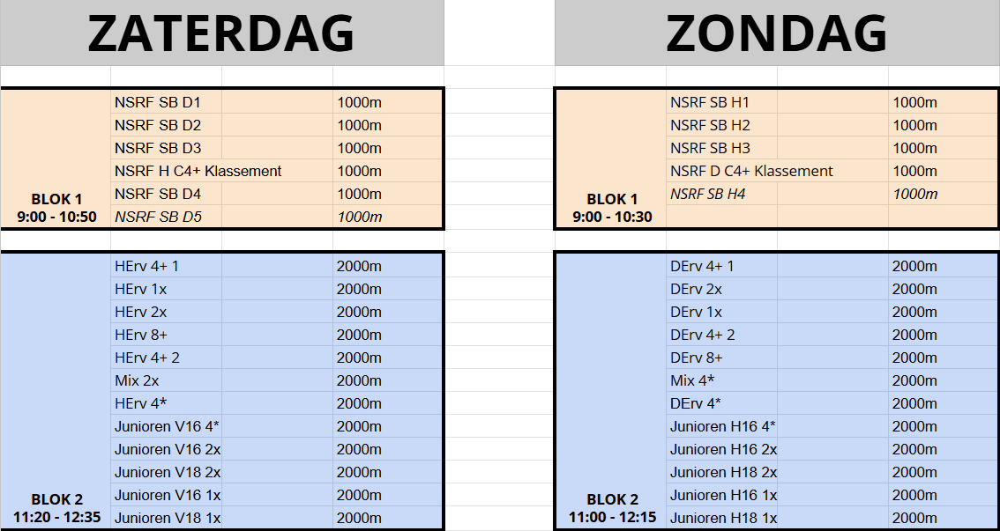 ZATERDAG
BLOK 1
9:00 - 10:50
NSRF SB D1 1000m
NSRF SB D2 1000m
NSRF SB D3 1000m
NSRF H C4+ Klassement 1000m
NSRF SB D4 1000m
NSRF SB D5 1000m
BLOK 2
11:20 - 12:35
HErv 4+ 1 2000m
HErv 1x 2000m
HErv 2x 2000m
HErv 8+ 2000m
HErv 4+ 2 2000m
Mix 2x 2000m
HErv 4* 2000m
Junioren V16 4* 2000m
Junioren V16 2x 2000m
Junioren V18 2x 2000m
Junioren V16 1x 2000m
Junioren V18 1x 2000m
ZONDAG
BLOK 1
9:00 - 10:30
NSRF SB H1 1000m
NSRF SB H2 1000m
NSRF SB H3 1000m
NSRF D C4+ Klassement 1000m
NSRF SB H4 1000m
BLOK 2
11:00 - 12:15
DErv 4+ 1 2000m
DErv 2x 2000m
DErv 1x 2000m
DErv 4+ 2 2000m
DErv 8+ 2000m
Mix 4* 2000m
DErv 4* 2000m
Junioren H16 4* 2000m
Junioren H16 2x 2000m
Junioren H18 2x 2000m
Junioren H16 1x 2000m
Junioren H18 1x 2000m